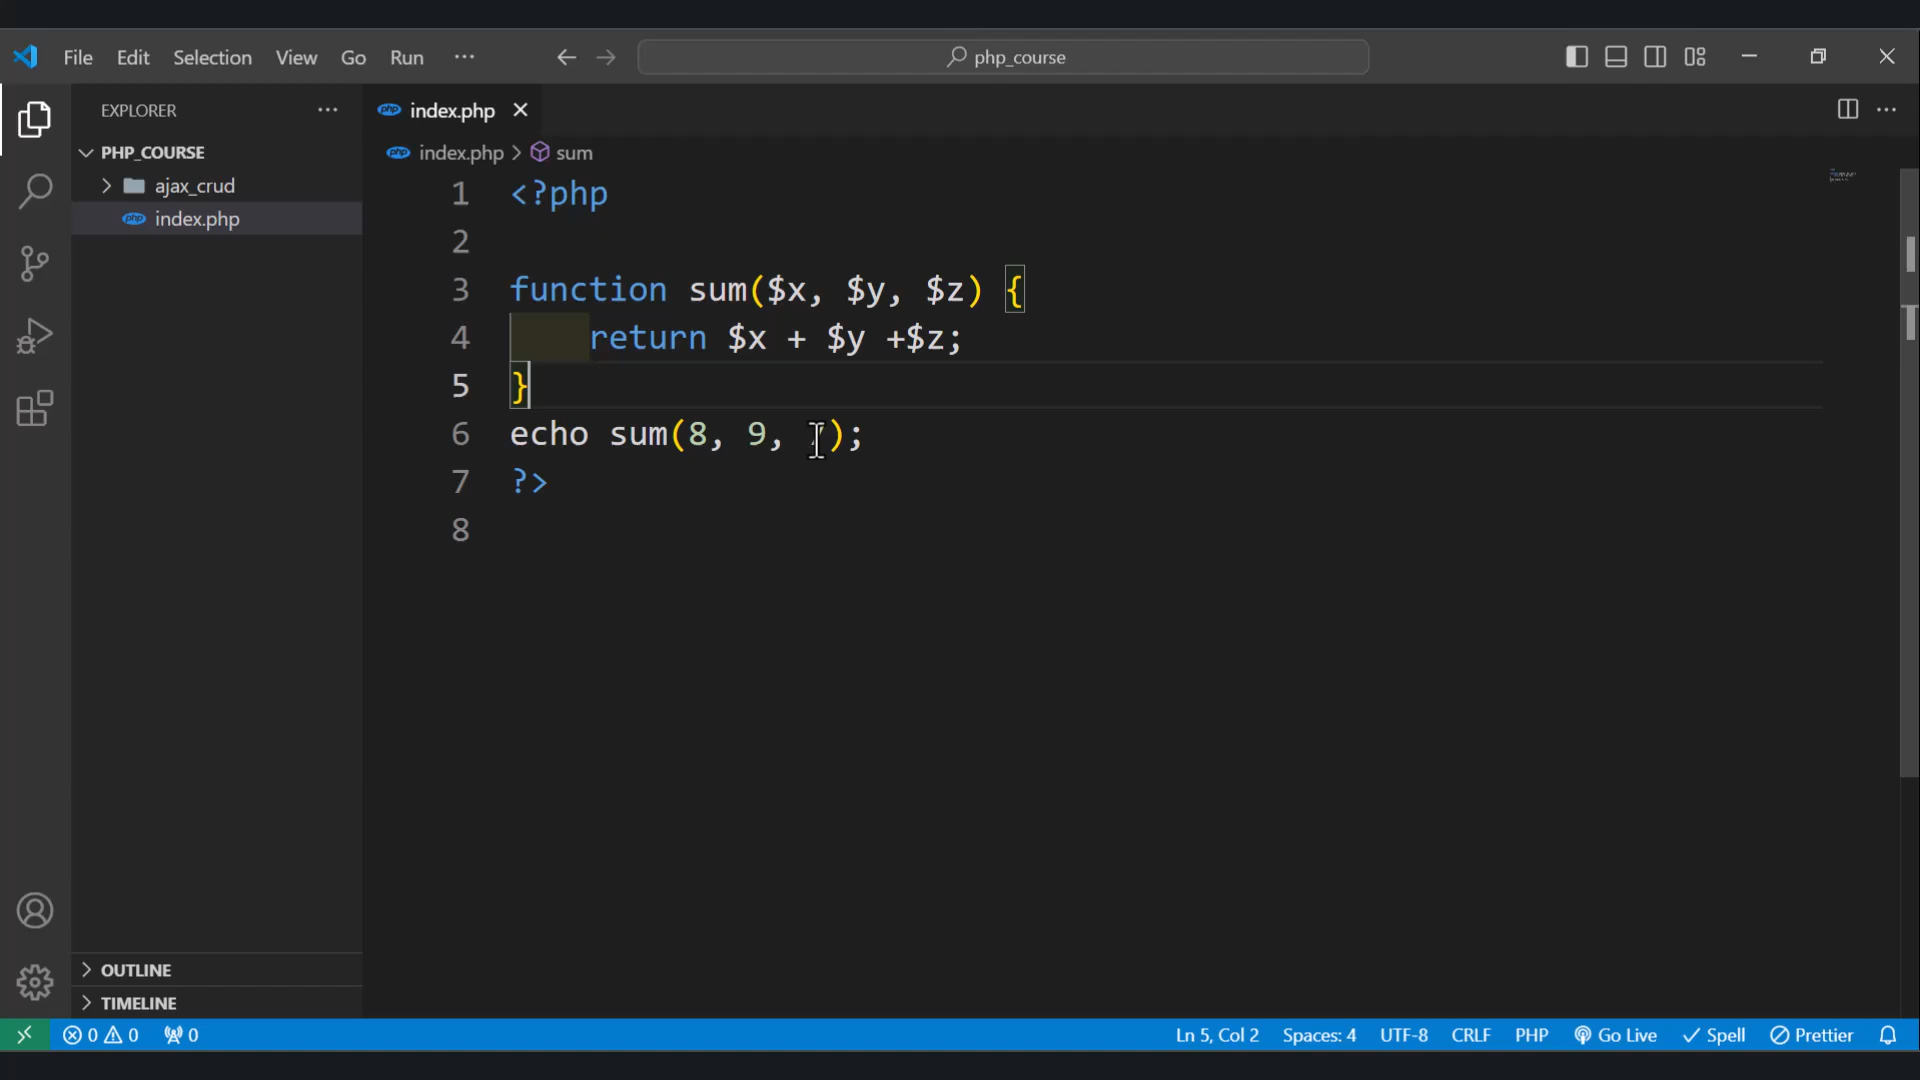 File Edit Selection View Go Run ···
php_course
EXPLORER ···
index.php
PHP_COURSE
index.php > sum
ajax_crud
index.php
1 <?php
2
3 function sum($x, $y, $z) {
4 return $x + $y +$z;
5 }
6 echo sum(8, 9, );
7 ?>
8
OUTLINE
TIMELINE
0 0 0
Ln 5, Col 2 Spaces: 4 UTF-8 CRLF PHP Go Live Spell Prettier